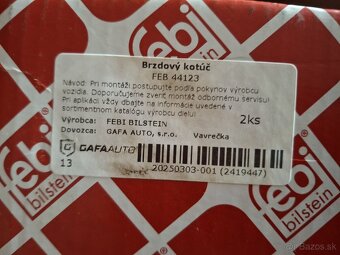 Brzdový kotúč
FEB 44123
Návod: Pri montáži postupujte podľa pokynov výrobcu
vozidla. Doporučujeme zveriť montáž odbornému servisu!
Pri aplikácii vždy dbajte na informácie uvedené v
sortimentnom katalógu výrobcu dielu!
Výrobca: FEBI BILSTEIN 2ks
Dovozca: GAFA AUTO, s.r.o. Vavrečka
GAFAAUTO
13
20250303-001 (2419447)
febi
bilstein
febi
bilstein
febi
bilstein